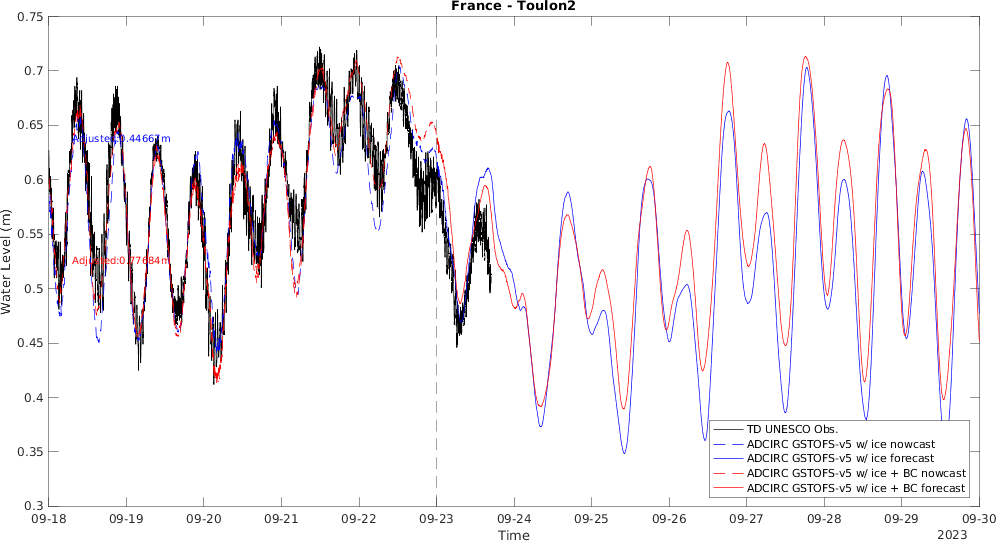 France - Toulon2
0.75
0.7
0.65
0.6
0.55
0.5
0.45
0.4
0.35
0.3
Water Level (m)
Adjusted:0.44667m
Adjusted:0.77684m
TD UNESCO Obs.
ADCIRC GSTOFS-v5 w/ ice nowcast
ADCIRC GSTOFS-v5 w/ ice forecast
ADCIRC GSTOFS-v5 w/ ice + BC nowcast
ADCIRC GSTOFS-v5 w/ ice + BC forecast
09-18 09-19 09-20 09-21 09-22 09-23 09-24 09-25 09-26 09-27 09-28 09-29 09-30
Time
2023